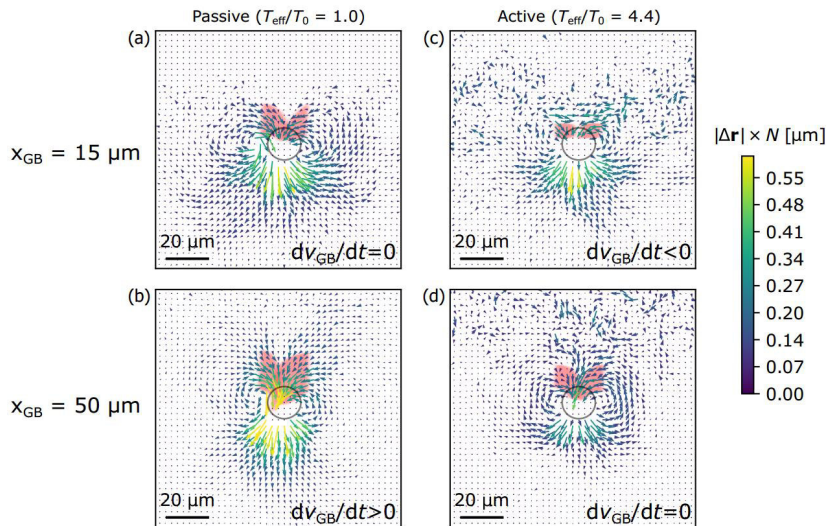 Passive (T_eff/T_0 = 1.0)
Active (T_eff/T_0 = 4.4)
(a)
(c)
x_GB = 15 μm
20 μm
dv_GB/dt=0
20 μm
dv_GB/dt<0
|Δr| × N [μm]
0.55
0.48
0.41
0.34
0.28
0.21
0.14
0.07
0.00
(b)
(d)
x_GB = 50 μm
20 μm
dv_GB/dt>0
20 μm
dv_GB/dt=0